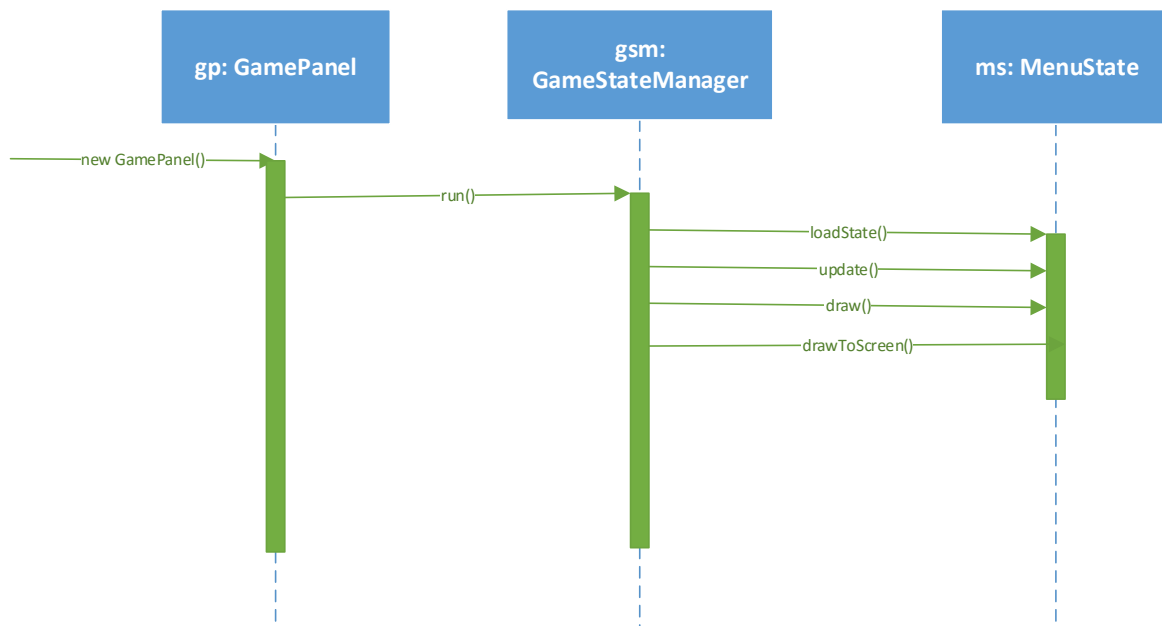 gp: GamePanel
gsm:
GameStateManager
ms: MenuState
new GamePanel()
run()
loadState()
update()
draw()
drawToScreen()